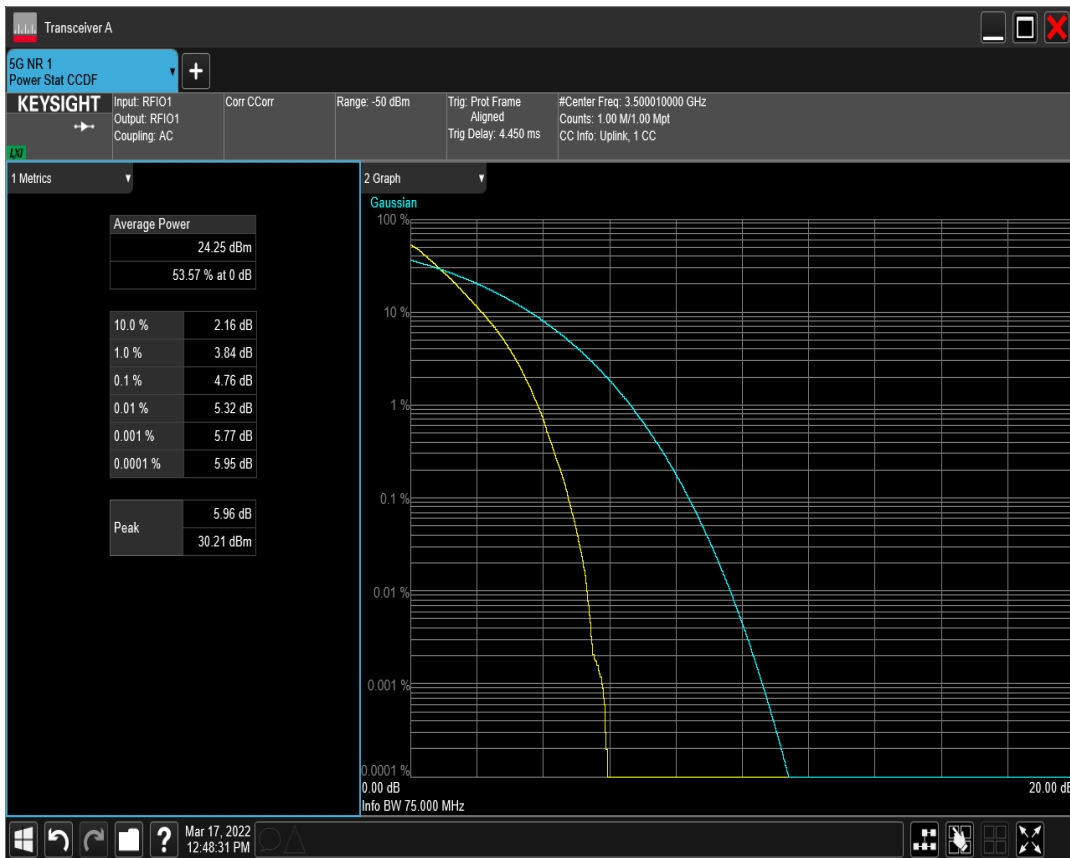 Transceiver A
5G NR 1
Power Stat CCDF
+
KEYSIGHT
LXI
Input: RFIO1
Output: RFIO1
Coupling: AC
Corr CCorr
Range: -50 dBm
Trig: Prot Frame
Aligned
Trig Delay: 4.450 ms
#Center Freq: 3.500010000 GHz
Counts: 1.00 M/1.00 Mpt
CC Info: Uplink, 1 CC
1 Metrics
Average Power
24.25 dBm
53.57 % at 0 dB
10.0 % 2.16 dB
1.0 % 3.84 dB
0.1 % 4.76 dB
0.01 % 5.32 dB
0.001 % 5.77 dB
0.0001 % 5.95 dB
Peak
5.96 dB
30.21 dBm
2 Graph
Gaussian
100 %
10 %
1 %
0.1 %
0.01 %
0.001 %
0.0001 %
0.00 dB 20.00 dB
Info BW 75.000 MHz
?
Mar 17, 2022
12:48:31 PM